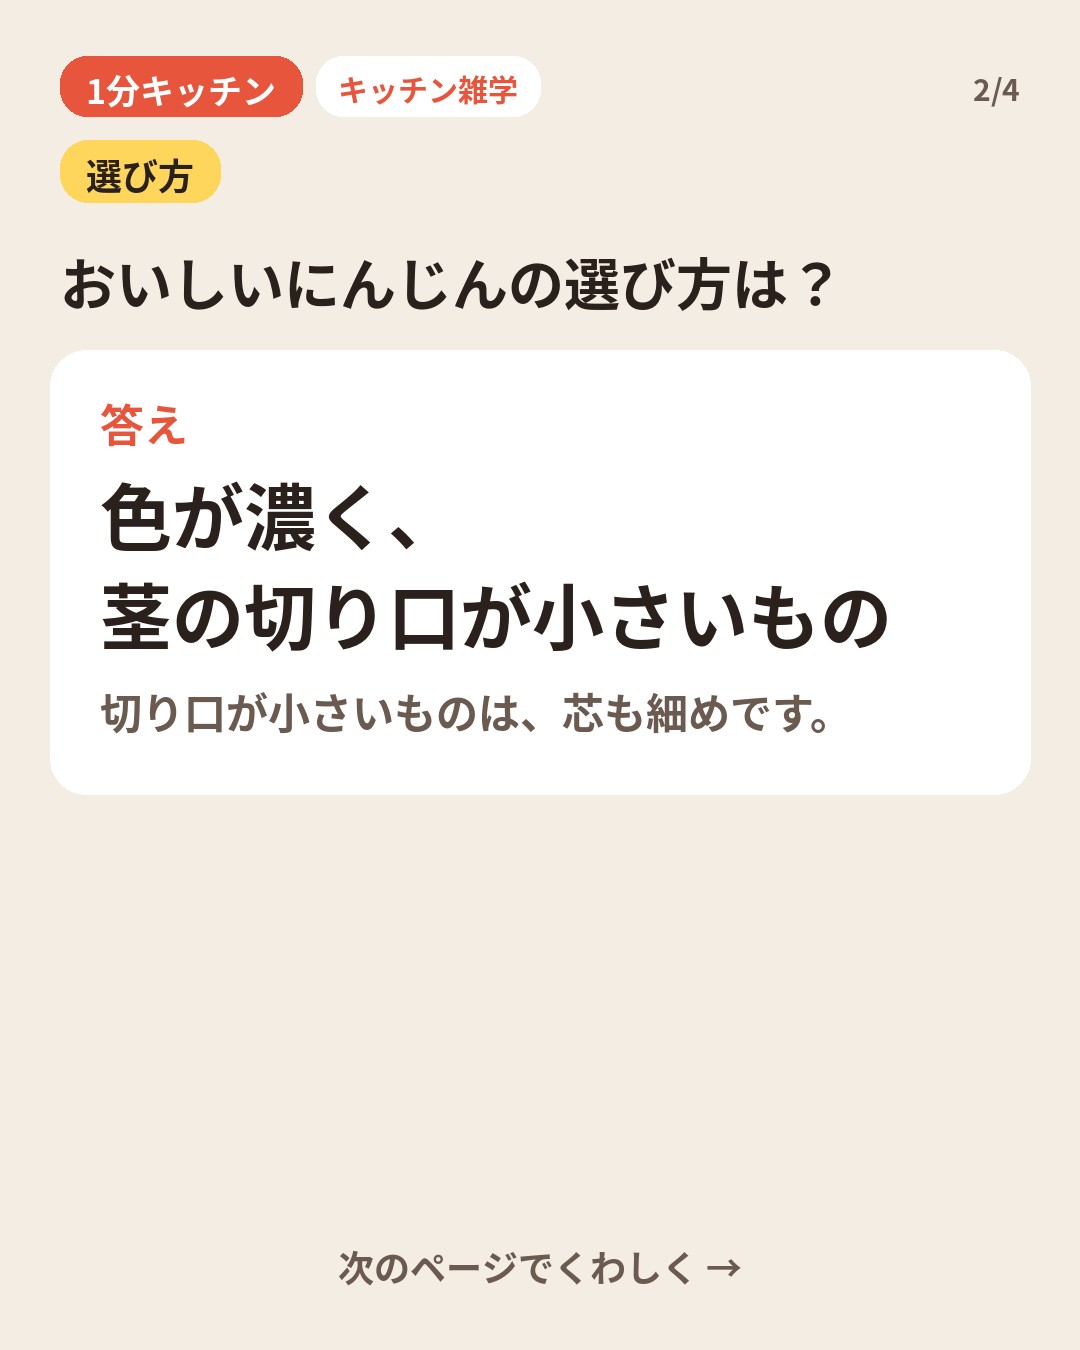 1分キッチン
キッチン雑学
2/4
選び方
おいしいにんじんの選び方は？
答え
色が濃く、
茎の切り口が小さいもの
切り口が小さいものは、芯も細めです。
次のページでくわしく →